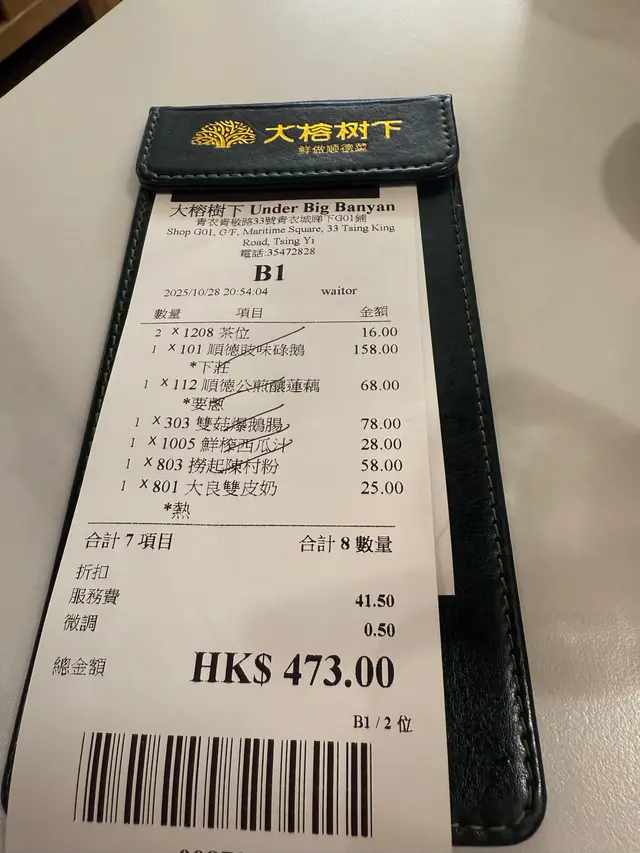 大榕树下
鲜做顺德菜
大榕樹下 Under Big Banyan
青衣青敬路33號青衣城地下G01鋪
Shop G01, G/F, Maritime Square, 33 Tsing King
Road, Tsing Yi
電話:35472828
B1
2025/10/28 20:54:04 waitor
數量 項目 金額
2 ×1208 茶位 16.00
1 ×101 順德豉味碌鵝 158.00
*下莊
1 ×112 順德公煎釀蓮藕 68.00
*要蔥
1 ×303 雙菇爆鵝腸 78.00
1 ×1005 鮮榨西瓜汁 28.00
1 ×803 撈起陳村粉 58.00
1 ×801 大良雙皮奶 25.00
*熱
合計 7 項目 合計 8 數量
折扣
服務費 41.50
微調 0.50
總金額 HK$ 473.00
B1 / 2 位